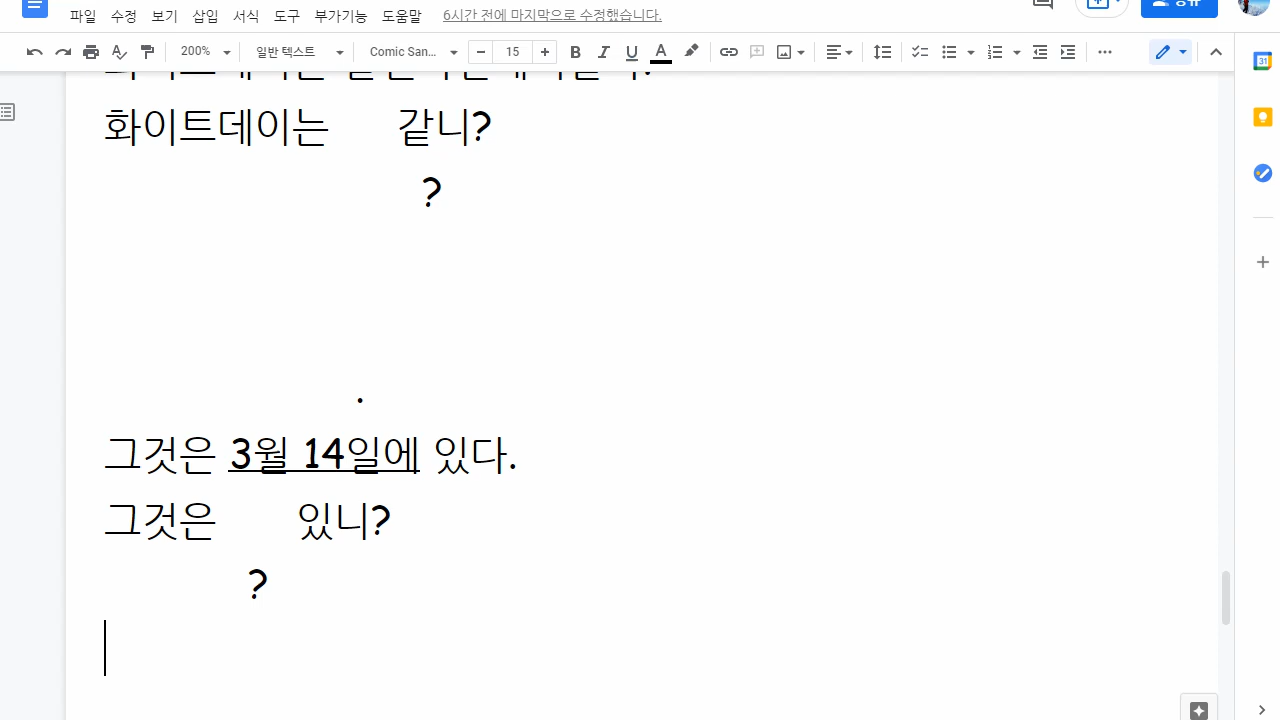 파일 수정 보기 삽입 서식 도구 부가기능 도움말 6시간 전에 마지막으로 수정했습니다.
200% 일반 텍스트 Comic San... 15 B I U A
31
화이트데이는 같니?
?
.
그것은 3월 14일에 있다.
그것은 있니?
?